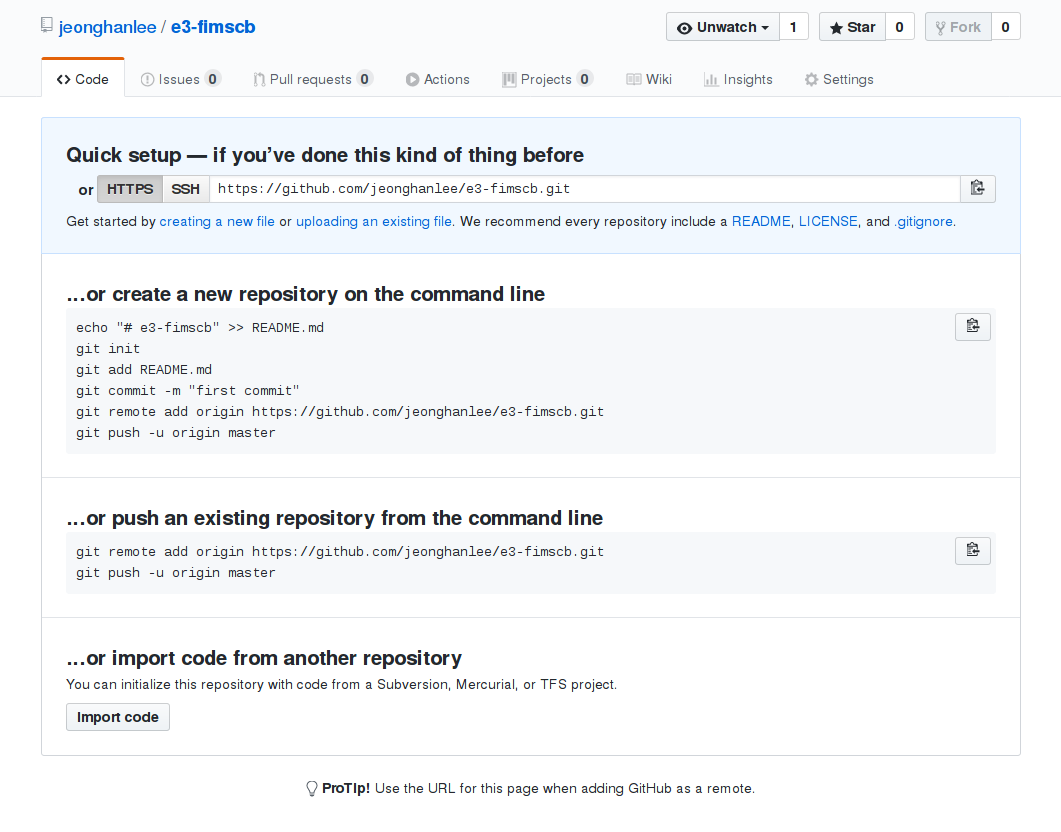 jeonghanlee / e3-fimscb
Unwatch 1 Star 0 Fork 0
Code Issues 0 Pull requests 0 Actions Projects 0 Wiki Insights Settings
Quick setup — if you’ve done this kind of thing before
or HTTPS SSH https://github.com/jeonghanlee/e3-fimscb.git
Get started by creating a new file or uploading an existing file. We recommend every repository include a README, LICENSE, and .gitignore.
…or create a new repository on the command line
echo "# e3-fimscb" >> README.md
git init
git add README.md
git commit -m "first commit"
git remote add origin https://github.com/jeonghanlee/e3-fimscb.git
git push -u origin master
…or push an existing repository from the command line
git remote add origin https://github.com/jeonghanlee/e3-fimscb.git
git push -u origin master
…or import code from another repository
You can initialize this repository with code from a Subversion, Mercurial, or TFS project.
Import code
ProTip! Use the URL for this page when adding GitHub as a remote.